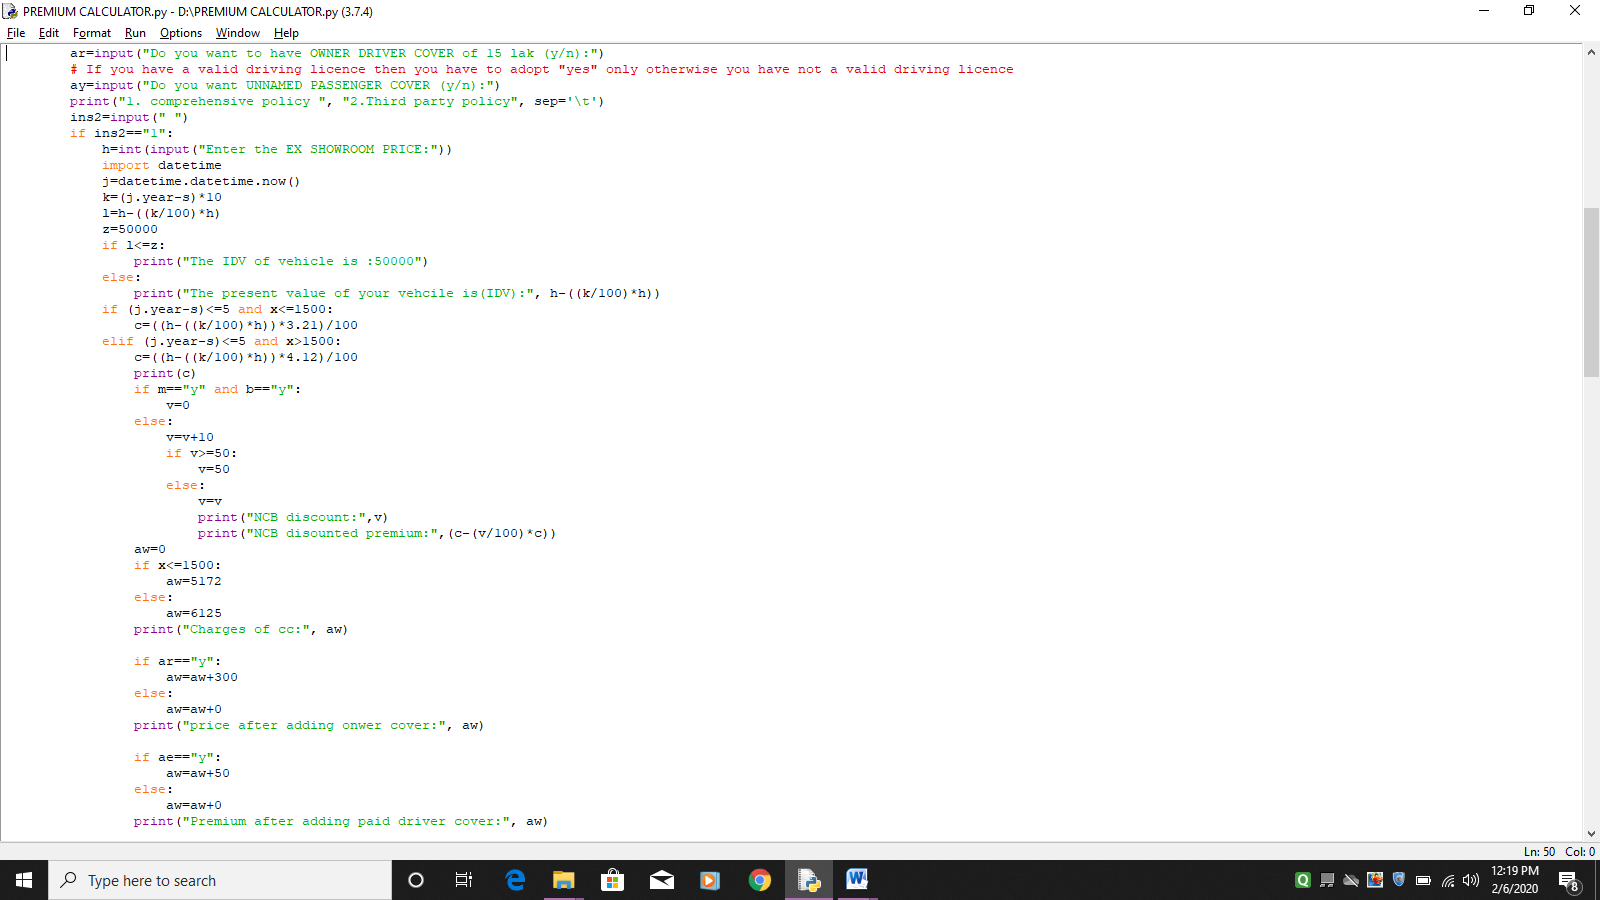 PREMIUM CALCULATOR.py - D:\PREMIUM CALCULATOR.py (3.7.4)
File Edit Format Run Options Window Help
ar=input("Do you want to have OWNER DRIVER COVER of 15 lak (y/n):")
# If you have a valid driving licence then you have to adopt "yes" only otherwise you have not a valid driving licence
ay=input("Do you want UNNAMED PASSENGER COVER (y/n):")
print("1. comprehensive policy ", "2.Third party policy", sep='\t')
ins2=input(" ")
if ins2=="1":
    h=int(input("Enter the EX SHOWROOM PRICE:"))
    import datetime
    j=datetime.datetime.now()
    k=(j.year-s)*10
    l=h-((k/100)*h)
    z=50000
    if l<=z:
        print("The IDV of vehicle is :50000")
    else:
        print("The present value of your vehcile is(IDV):", h-((k/100)*h))
    if (j.year-s)<=5 and x<=1500:
        c=((h-((k/100)*h))*3.21)/100
    elif (j.year-s)<=5 and x>1500:
        c=((h-((k/100)*h))*4.12)/100
        print(c)
        if m=="y" and b=="y":
            v=0
        else:
            v=v+10
            if v>=50:
                v=50
            else:
                v=v
                print("NCB discount:",v)
                print("NCB disounted premium:",(c-(v/100)*c))
        aw=0
        if x<=1500:
            aw=5172
        else:
            aw=6125
        print("Charges of cc:", aw)
        if ar=="y":
            aw=aw+300
        else:
            aw=aw+0
        print("price after adding onwer cover:", aw)
        if ae=="y":
            aw=aw+50
        else:
            aw=aw+0
        print("Premium after adding paid driver cover:", aw)
Ln: 50 Col: 0
Type here to search
12:19 PM
2/6/2020
8